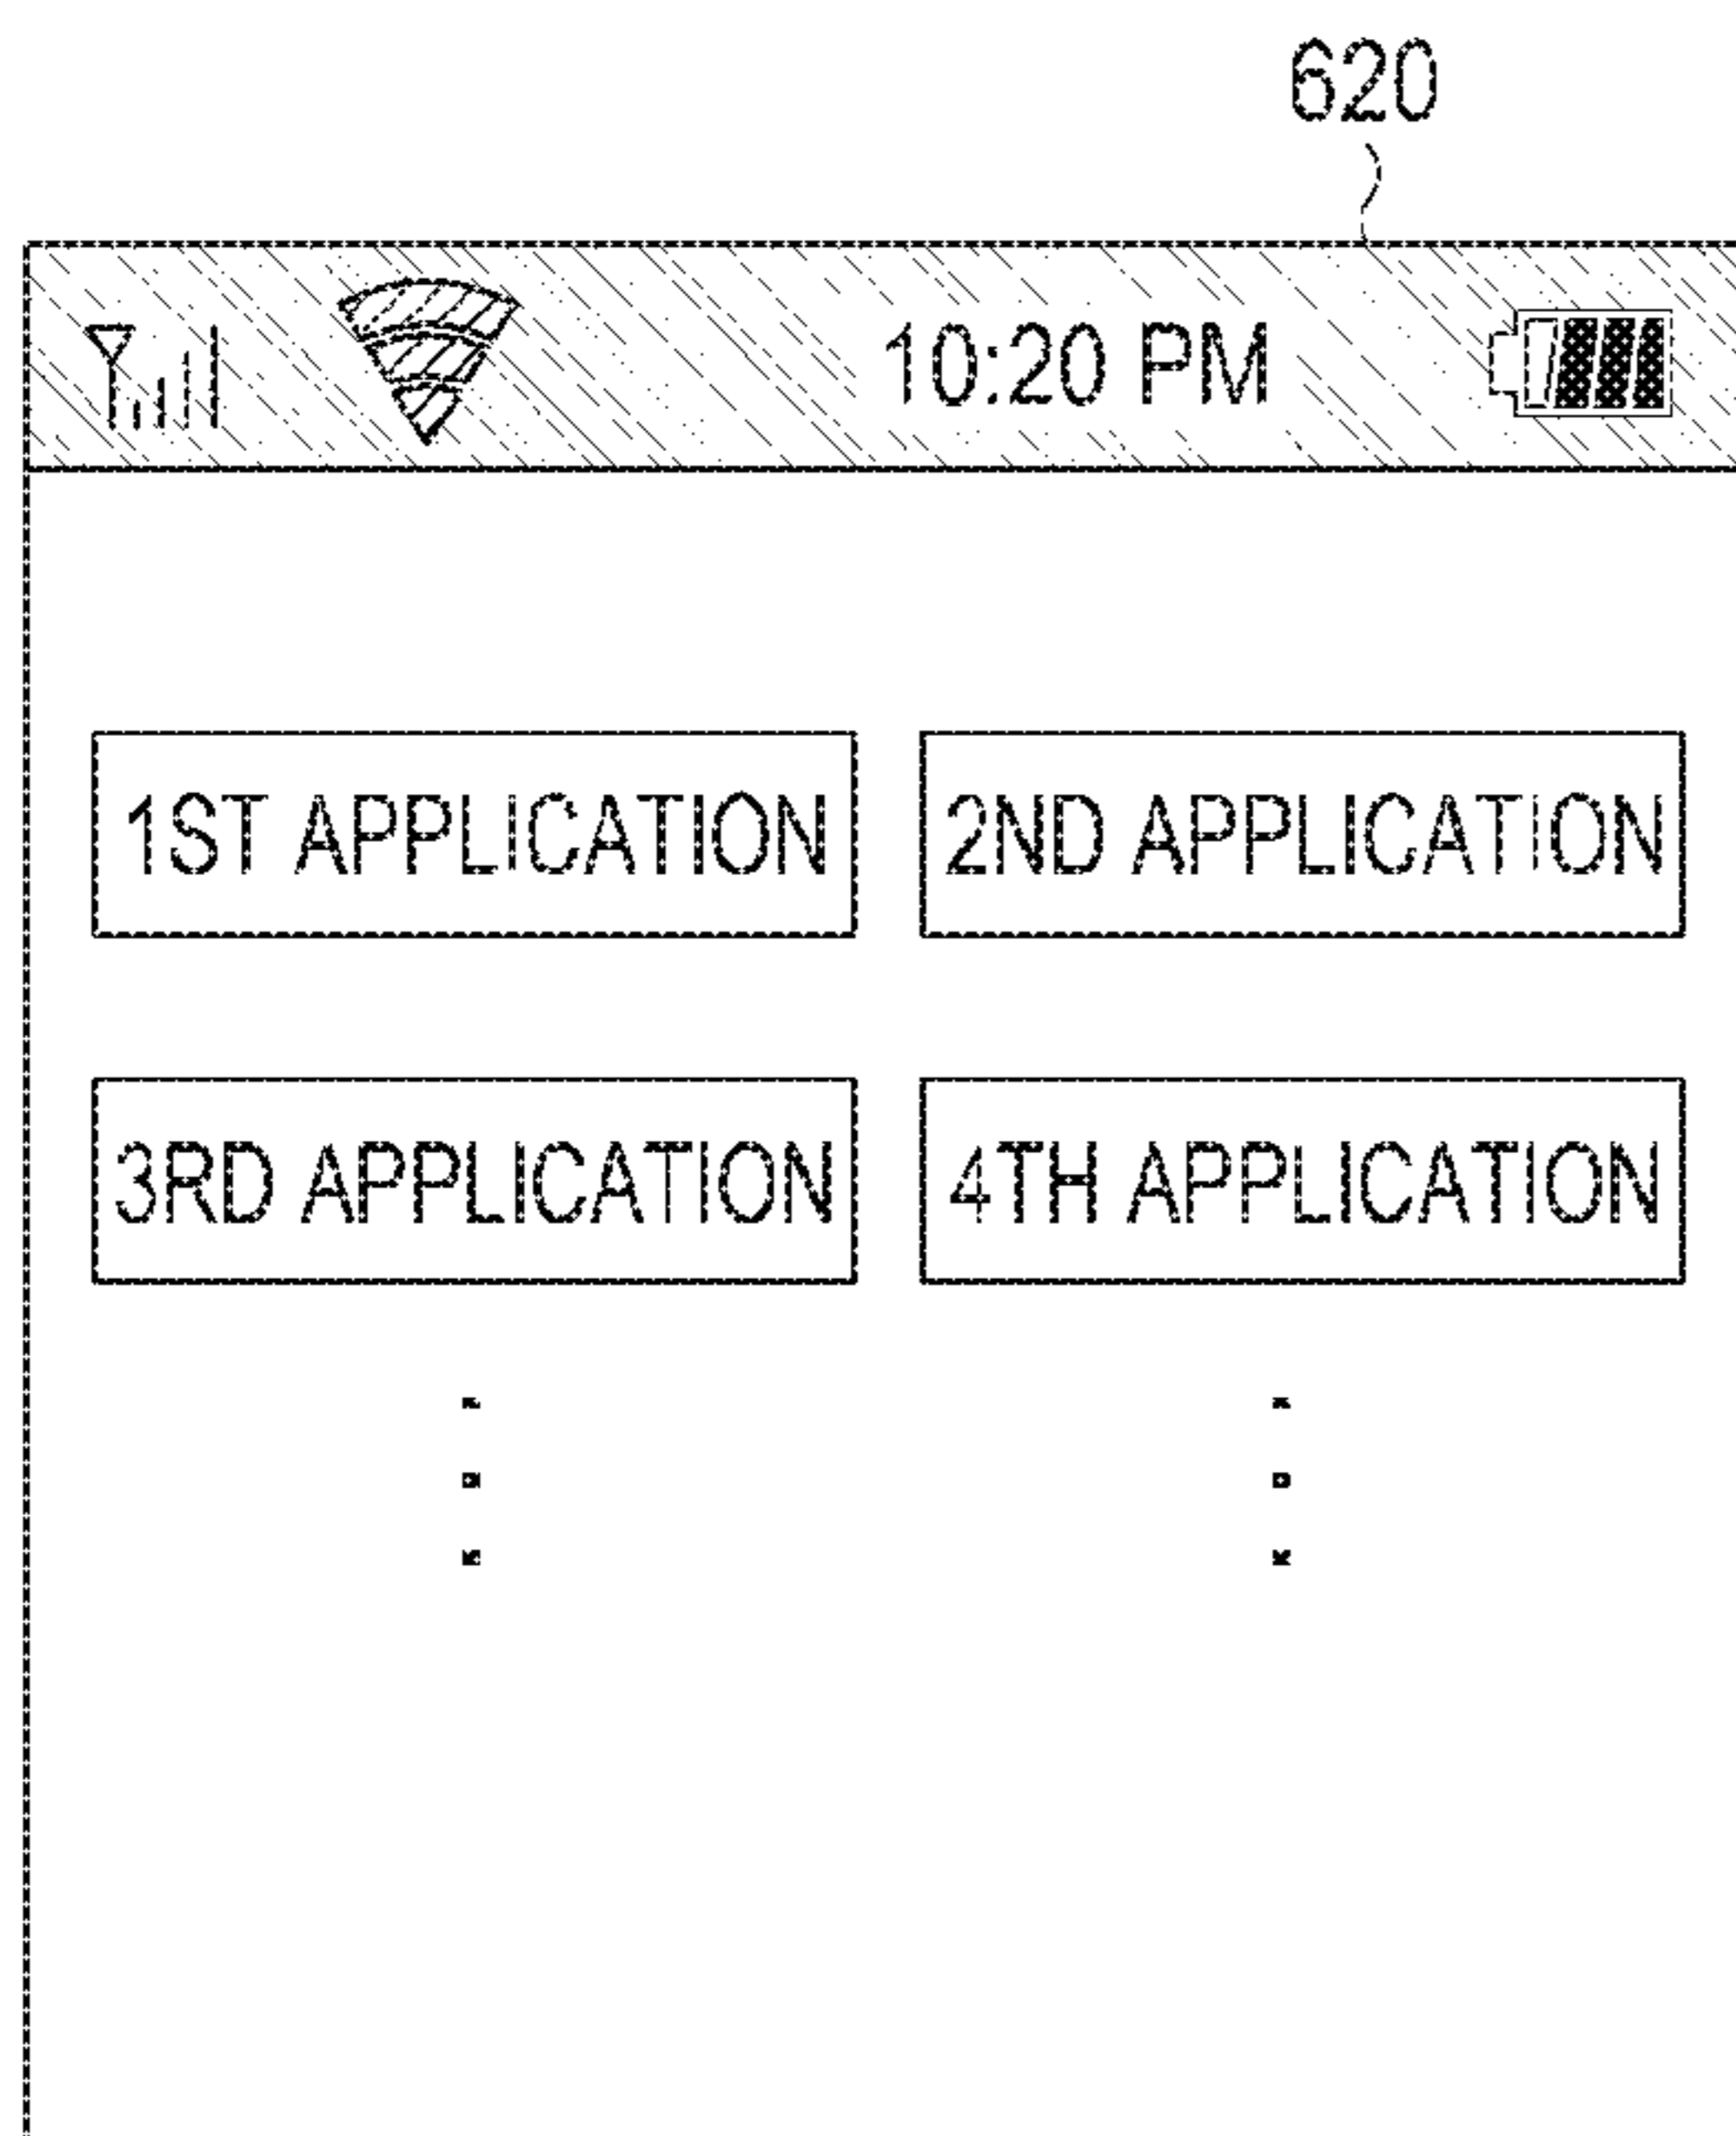 620
10:20 PM
1ST APPLICATION 2ND APPLICATION
3RD APPLICATION 4TH APPLICATION